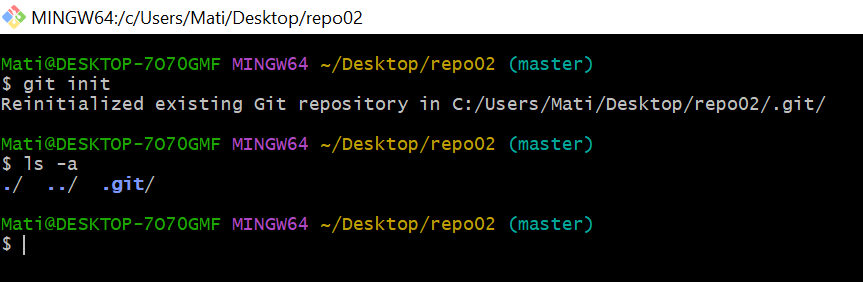 MINGW64:/c/Users/Mati/Desktop/repo02
Mati@DESKTOP-7O7OGMF MINGW64 ~/Desktop/repo02 (master)
$ git init
Reinitialized existing Git repository in C:/Users/Mati/Desktop/repo02/.git/
Mati@DESKTOP-7O7OGMF MINGW64 ~/Desktop/repo02 (master)
$ ls -a
./  ../  .git/
Mati@DESKTOP-7O7OGMF MINGW64 ~/Desktop/repo02 (master)
$